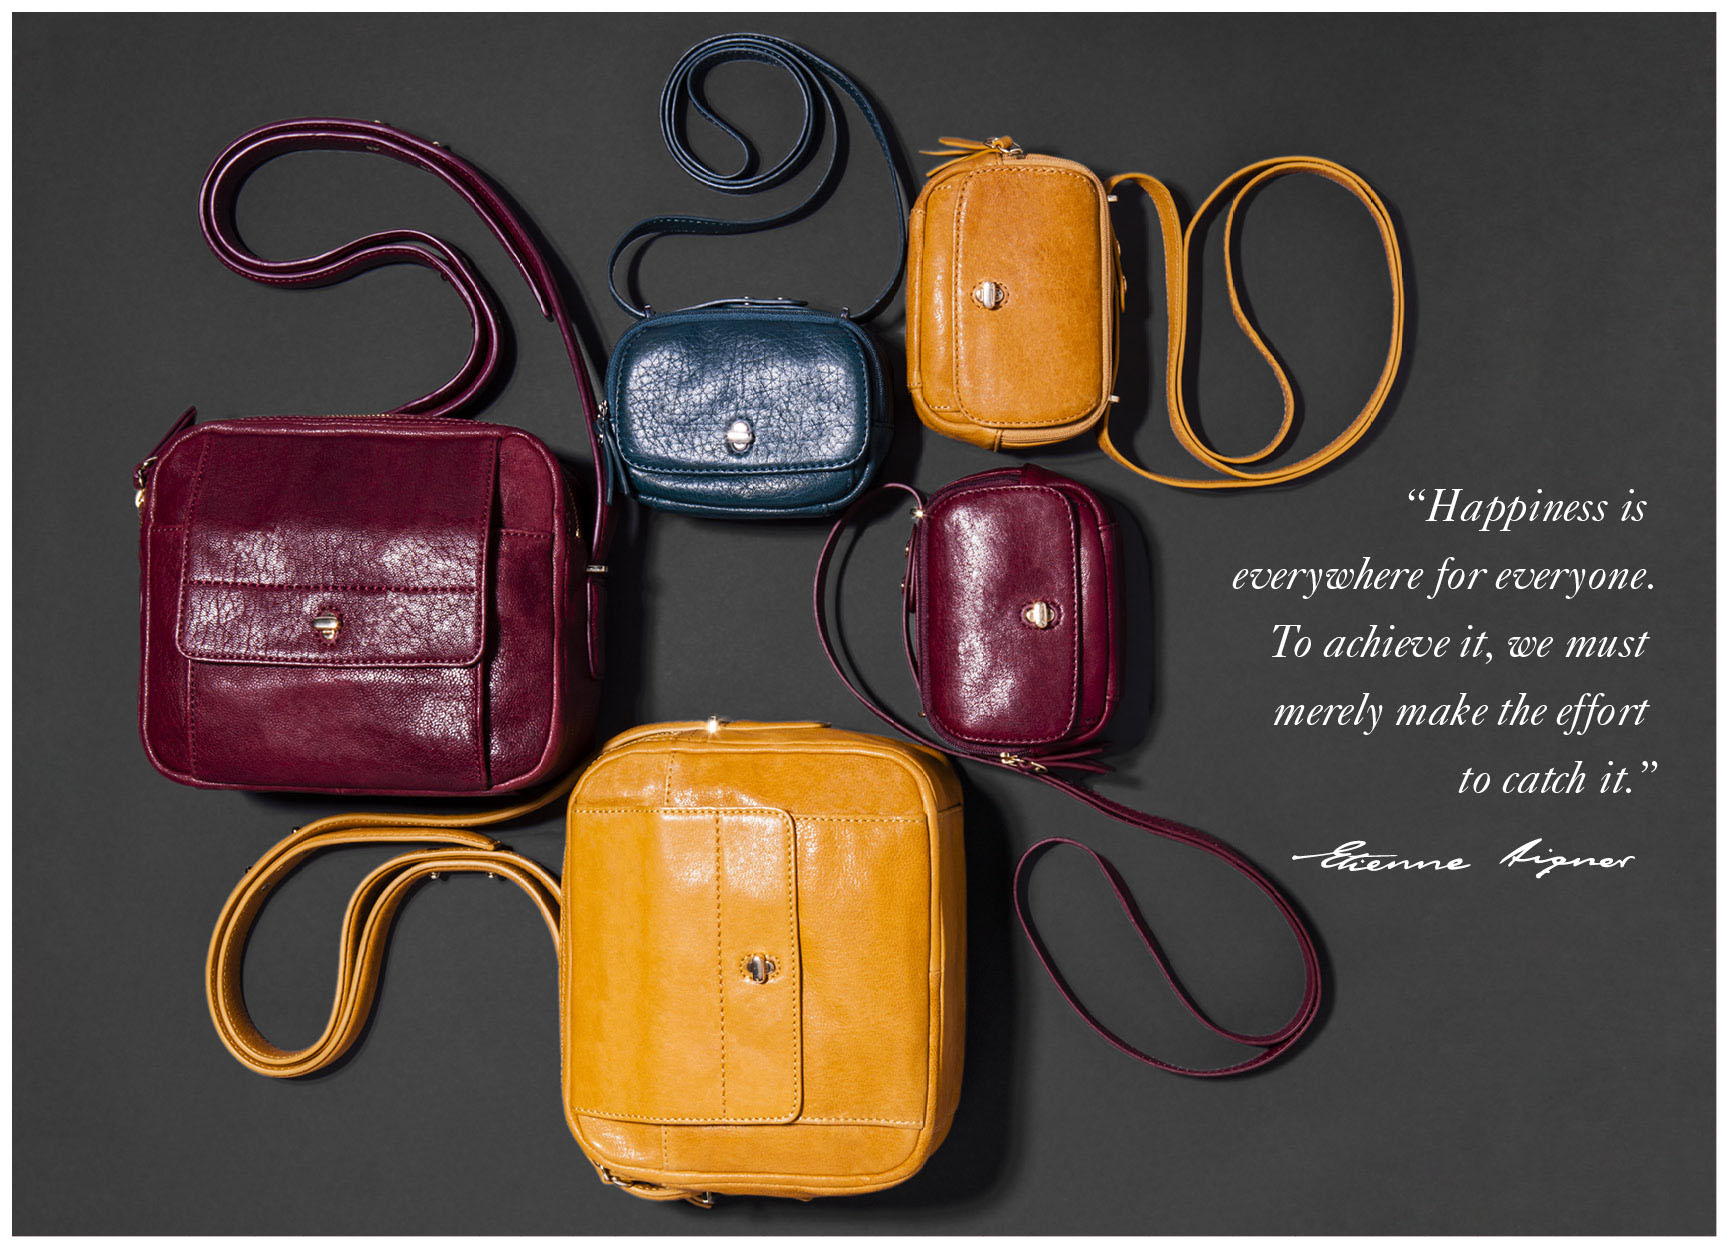 “Happiness is
everywhere for everyone.
To achieve it, we must
merely make the effort
to catch it.”
Etienne Aigner